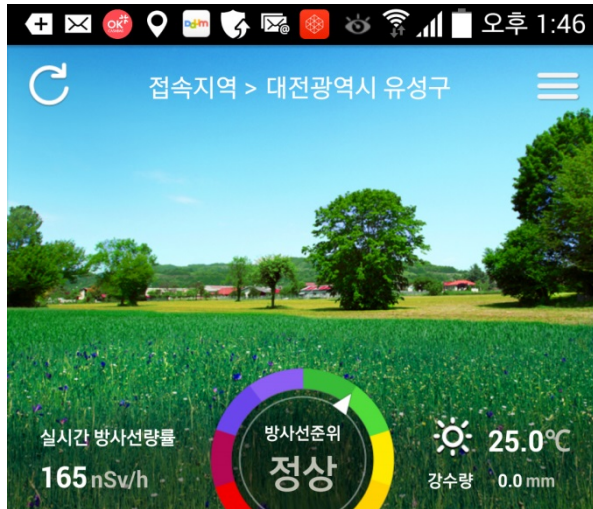 OK 오후 1:46
접속지역 > 대전광역시 유성구
실시간 방사선량률
165 nSv/h
방사선준위
정상
25.0℃
강수량 0.0 mm